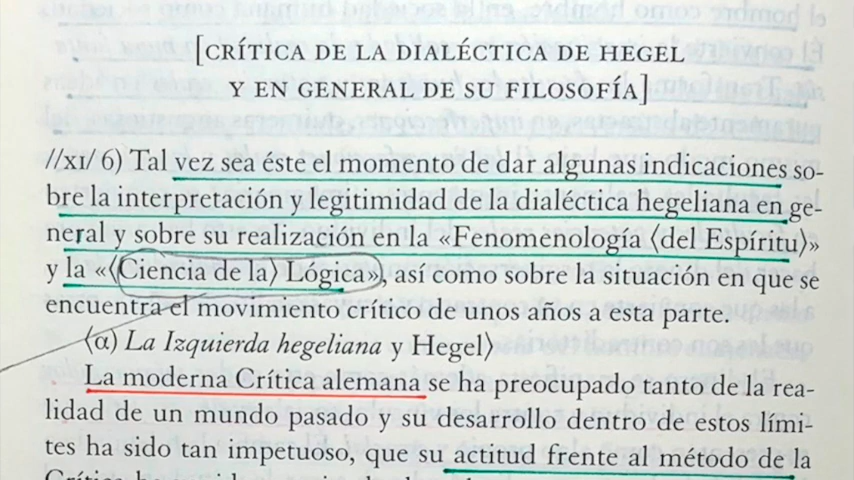 [CRÍTICA DE LA DIALÉCTICA DE HEGEL
Y EN GENERAL DE SU FILOSOFÍA]
//XI/6) Tal vez sea éste el momento de dar algunas indicaciones so-
bre la interpretación y legitimidad de la dialéctica hegeliana en ge-
neral y sobre su realización en la «Fenomenología ⟨del Espíritu⟩»
y la «⟨Ciencia de la⟩ Lógica», así como sobre la situación en que se
encuentra el movimiento crítico de unos años a esta parte.
⟨α) La Izquierda hegeliana y Hegel⟩
La moderna Crítica alemana se ha preocupado tanto de la rea-
lidad de un mundo pasado y su desarrollo dentro de estos lími-
tes ha sido tan impetuoso, que su actitud frente al método de la